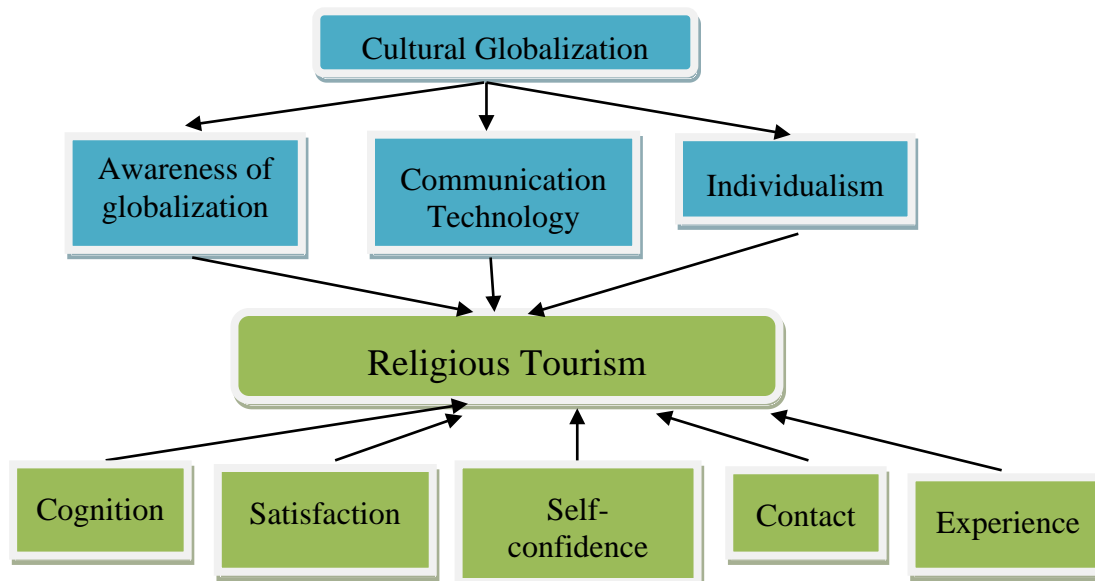 Cultural Globalization
Awareness of
globalization
Communication
Technology
Individualism
Religious Tourism
Cognition
Satisfaction
Self-
confidence
Contact
Experience